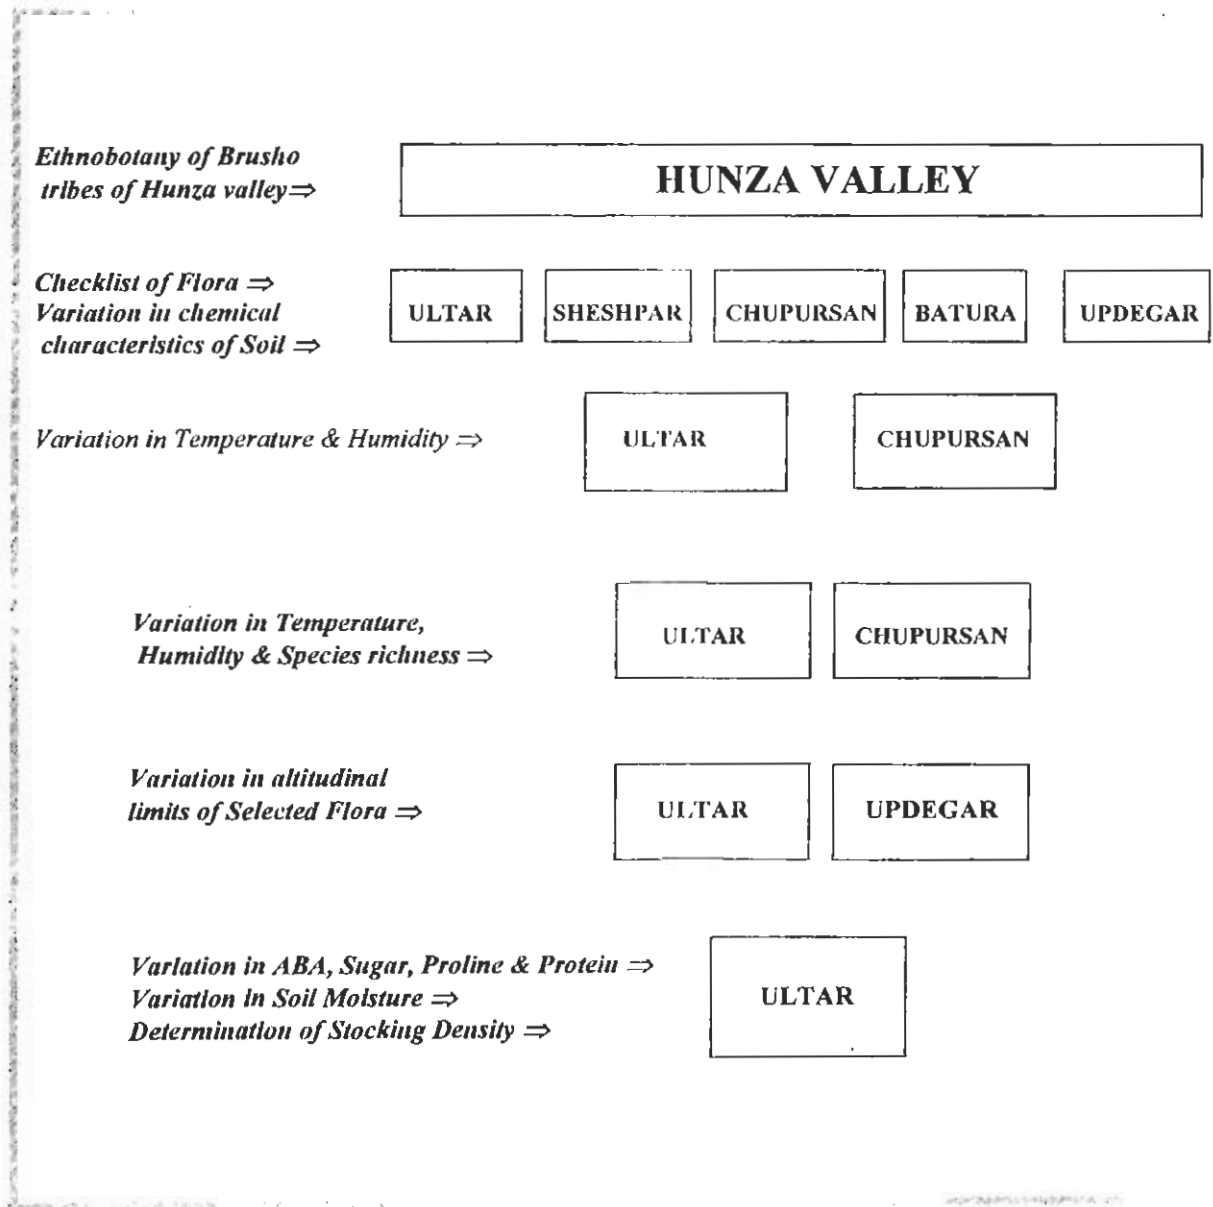 Ethnobotany of Brusho
tribes of Hunza valley⇒
HUNZA VALLEY
Checklist of Flora ⇒
Variation in chemical
characteristics of Soil ⇒
ULTAR SHESHPAR CHUPURSAN BATURA UPDEGAR
Variation in Temperature & Humidity ⇒
ULTAR CHUPURSAN
Variation in Temperature,
Humidity & Species richness ⇒
ULTAR CHUPURSAN
Variation in altitudinal
limits of Selected Flora ⇒
ULTAR UPDEGAR
Variation in ABA, Sugar, Proline & Protein ⇒
Variation in Soil Moisture ⇒
Determination of Stocking Density ⇒
ULTAR